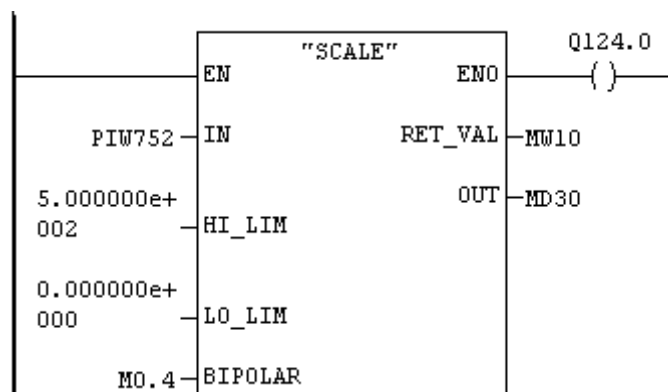 "SCALE"
Q124.0
EN
ENO
( )
PIW752
IN
RET_VAL
MW10
5.000000e+
002
HI_LIM
OUT
MD30
0.000000e+
000
LO_LIM
M0.4
BIPOLAR